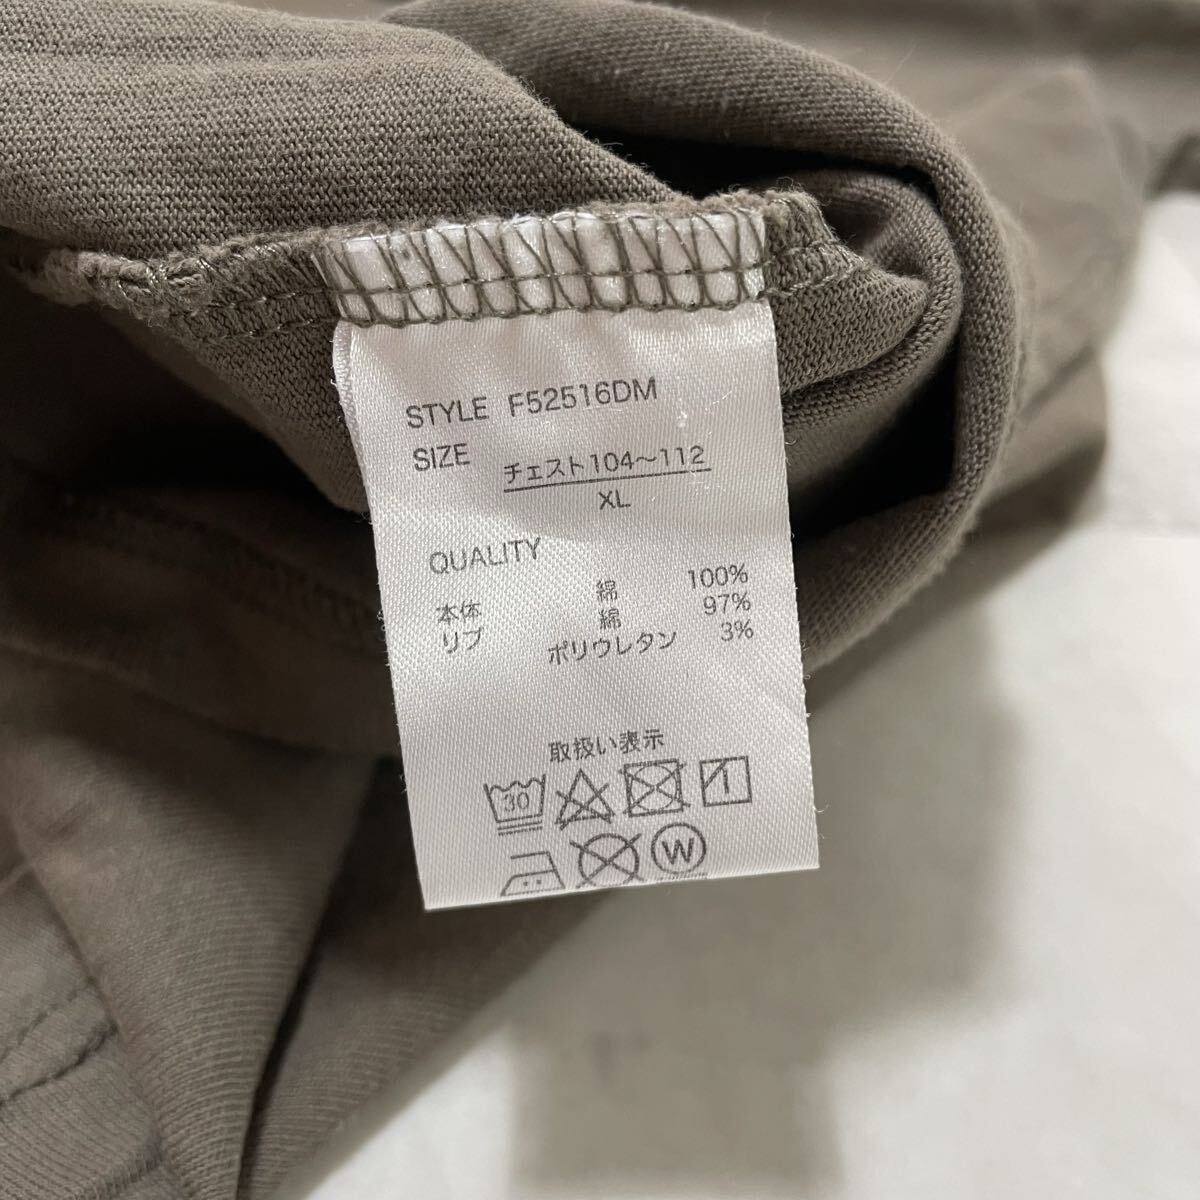 STYLE F52516DM
SIZE チェスト104〜112
XL
QUALITY
本体 綿 100%
リブ 綿 97%
ポリウレタン 3%
取扱い表示
30
W